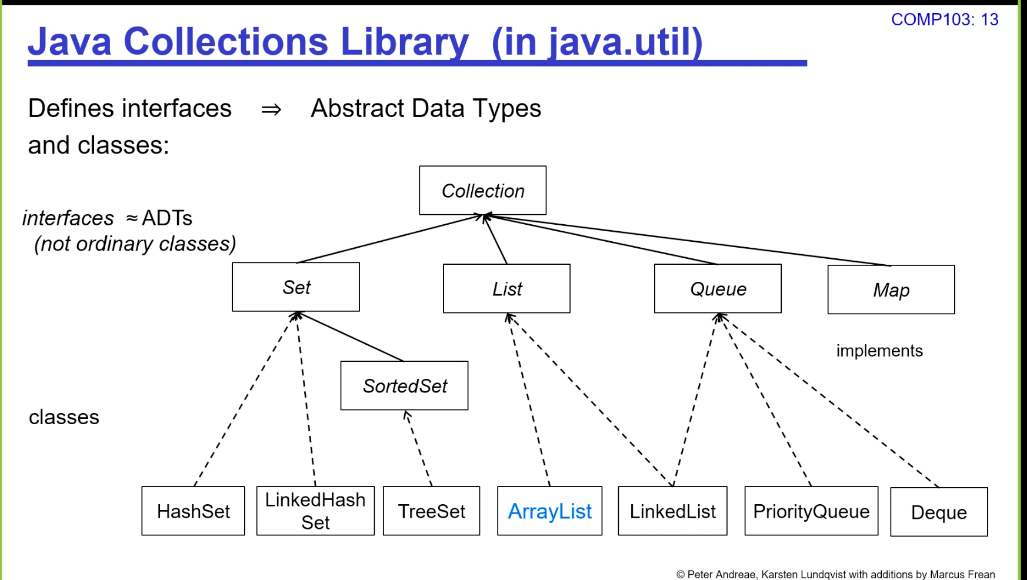 COMP103: 13
Java Collections Library (in java.util)
Defines interfaces ⇒ Abstract Data Types
and classes:
Collection
interfaces ≈ ADTs
(not ordinary classes)
Set
List
Queue
Map
implements
SortedSet
classes
HashSet
LinkedHash
Set
TreeSet
ArrayList
LinkedList
PriorityQueue
Deque
© Peter Andreae, Karsten Lundqvist with additions by Marcus Frean